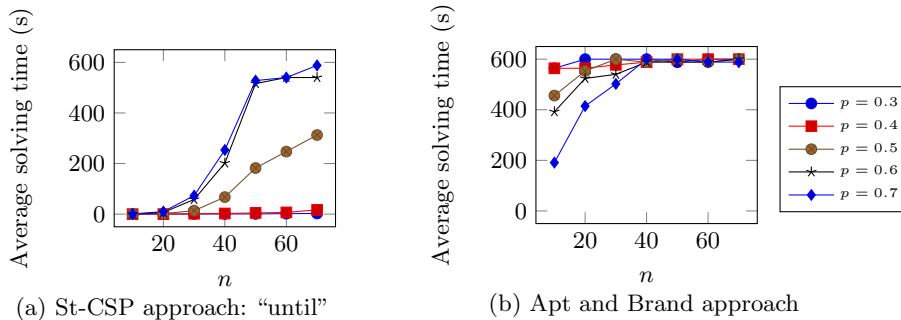 Average solving time (s)
600
400
200
0
20
40
60
n
(a) St-CSP approach: “until”
Average solving time (s)
600
400
200
0
20
40
60
n
(b) Apt and Brand approach
p = 0.3
p = 0.4
p = 0.5
p = 0.6
p = 0.7